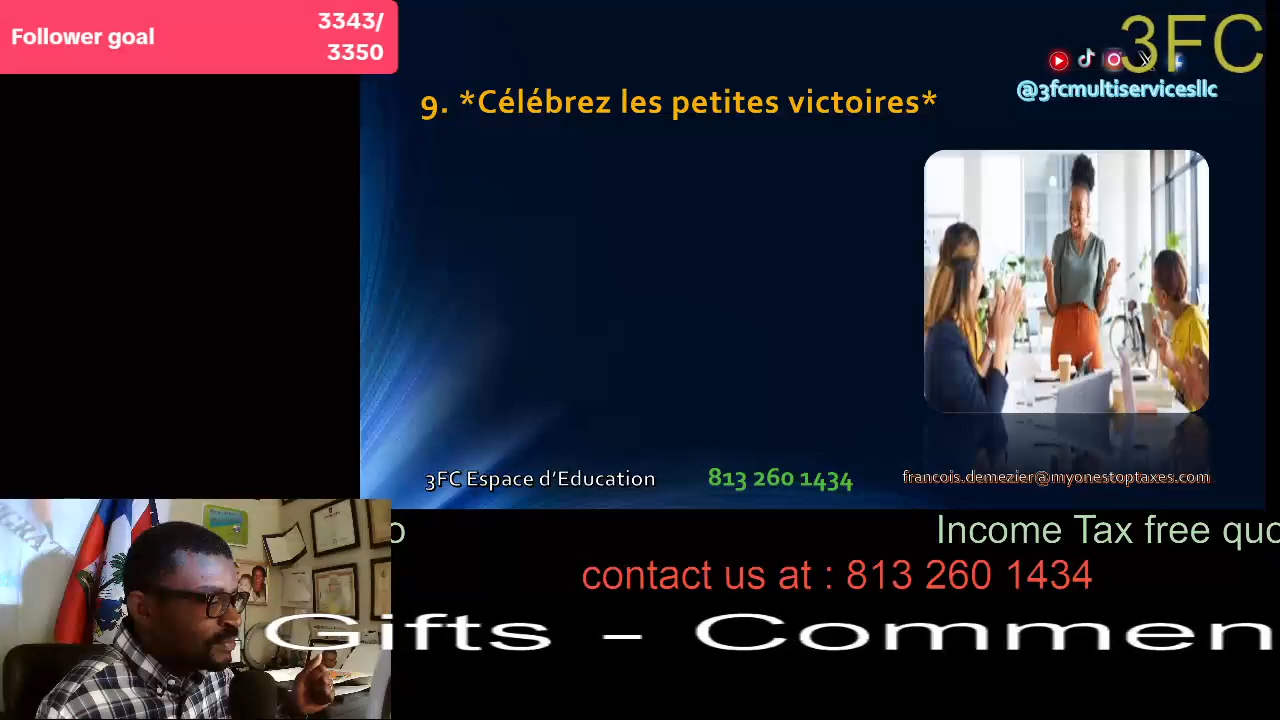 Follower goal
3343/
3350
3FC
@3fcmultiservicesllc
9. *Célébrez les petites victoires*
3FC Espace d'Education
813 260 1434
francois.demezier@myonestoptaxes.com
o
Income Tax free quo
contact us at : 813 260 1434
Gifts - Commen